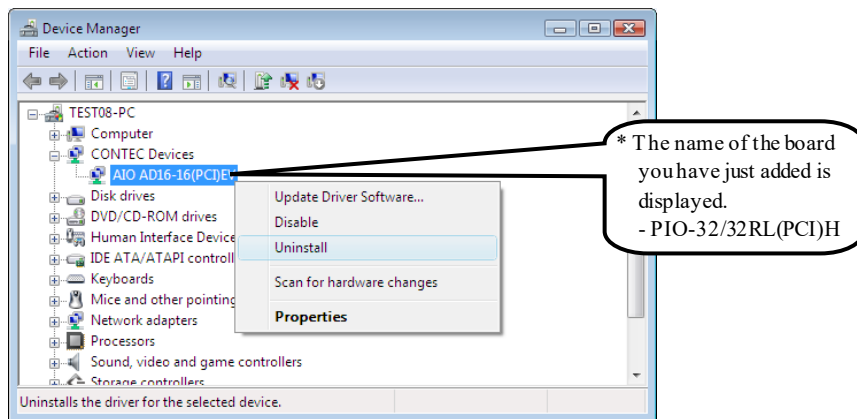 Device Manager
File Action View Help
TEST08-PC
Computer
CONTEC Devices
AIO AD16-16(PCI)EV
Disk drives
DVD/CD-ROM drives
Human Interface Device
IDE ATA/ATAPI controll
Keyboards
Mice and other pointing
Network adapters
Processors
Sound, video and game controllers
Storage controllers
Update Driver Software...
Disable
Uninstall
Scan for hardware changes
Properties
Uninstalls the driver for the selected device.
* The name of the board
you have just added is
displayed.
- PIO-32/32RL(PCI)H